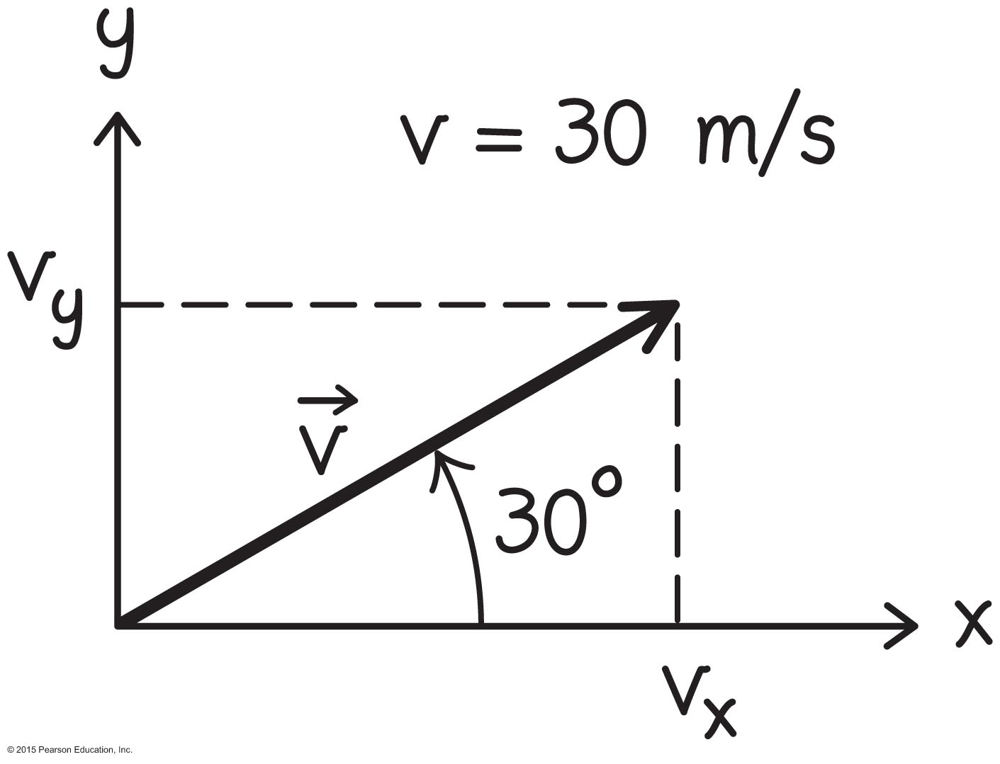 y
v = 30 m/s
vy
v⃗
30°
x
vx
© 2015 Pearson Education, Inc.